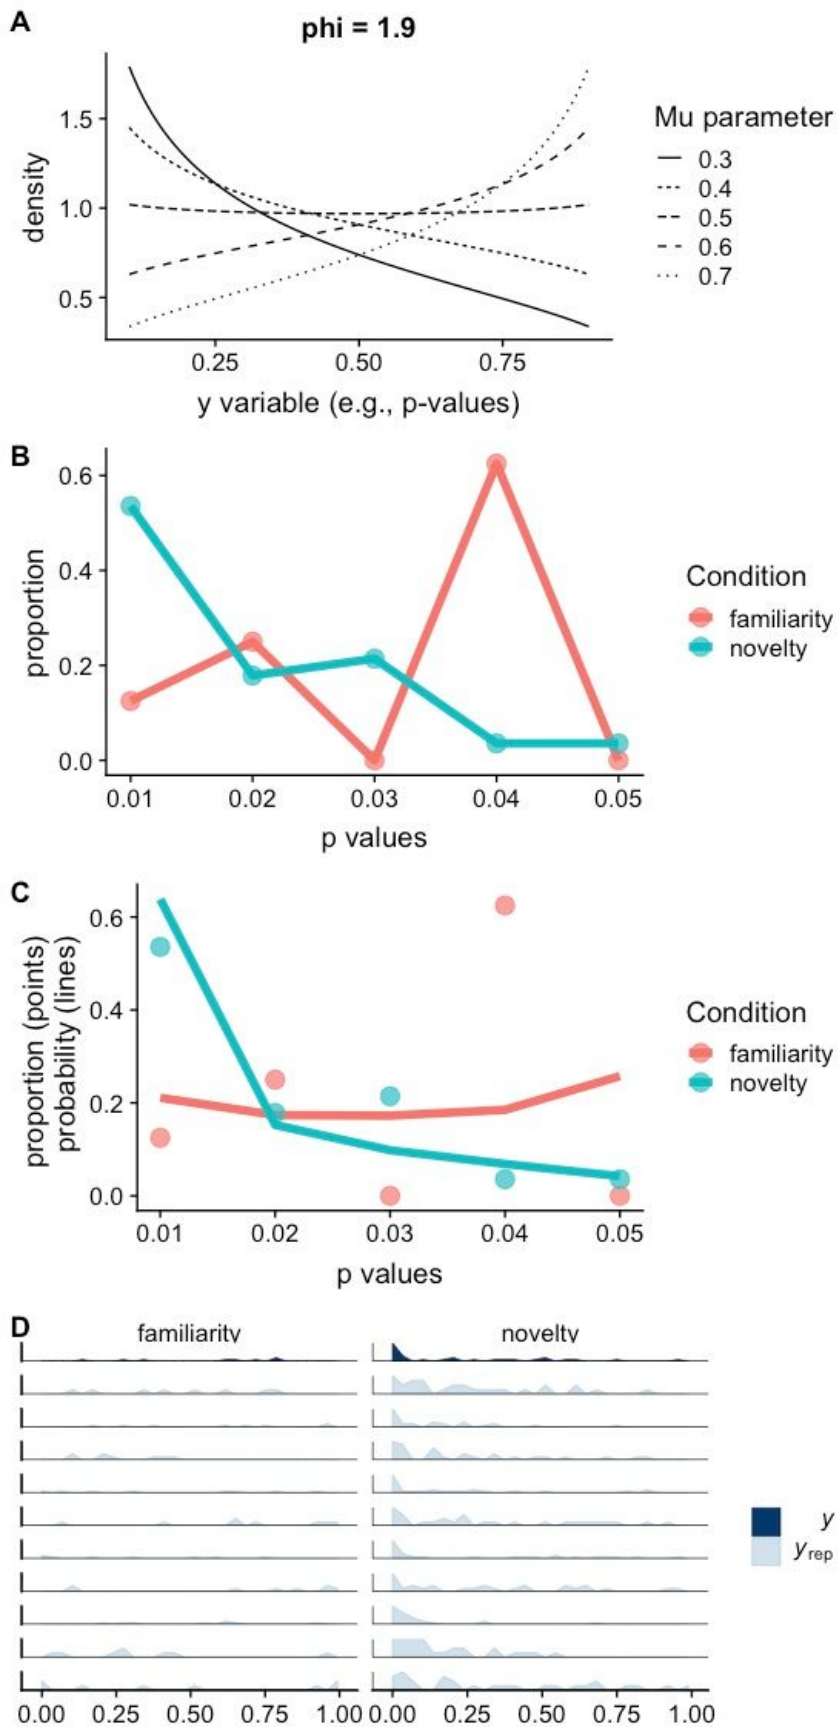 A
phi = 1.9
1.5
1.0
0.5
density
0.25 0.50 0.75
y variable (e.g., p-values)
Mu parameter
0.3
0.4
0.5
0.6
0.7
B
0.6
0.4
0.2
0.0
proportion
0.01 0.02 0.03 0.04 0.05
p values
Condition
familiarity
novelty
C
0.6
0.4
0.2
0.0
proportion (points)
probability (lines)
0.01 0.02 0.03 0.04 0.05
p values
Condition
familiarity
novelty
D
familiarity novelty
0.00 0.25 0.50 0.75 1.00 0.00 0.25 0.50 0.75 1.00
y
yrep